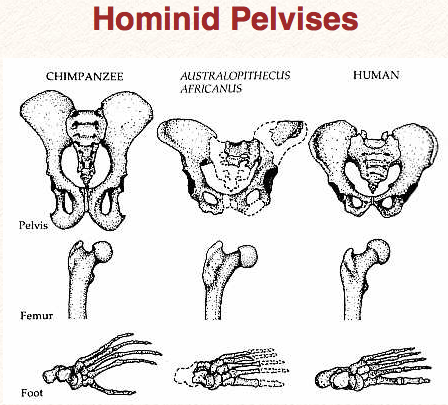 Hominid Pelvises
CHIMPANZEE
AUSTRALOPITHECUS
AFRICANUS
HUMAN
Pelvis
Femur
Foot